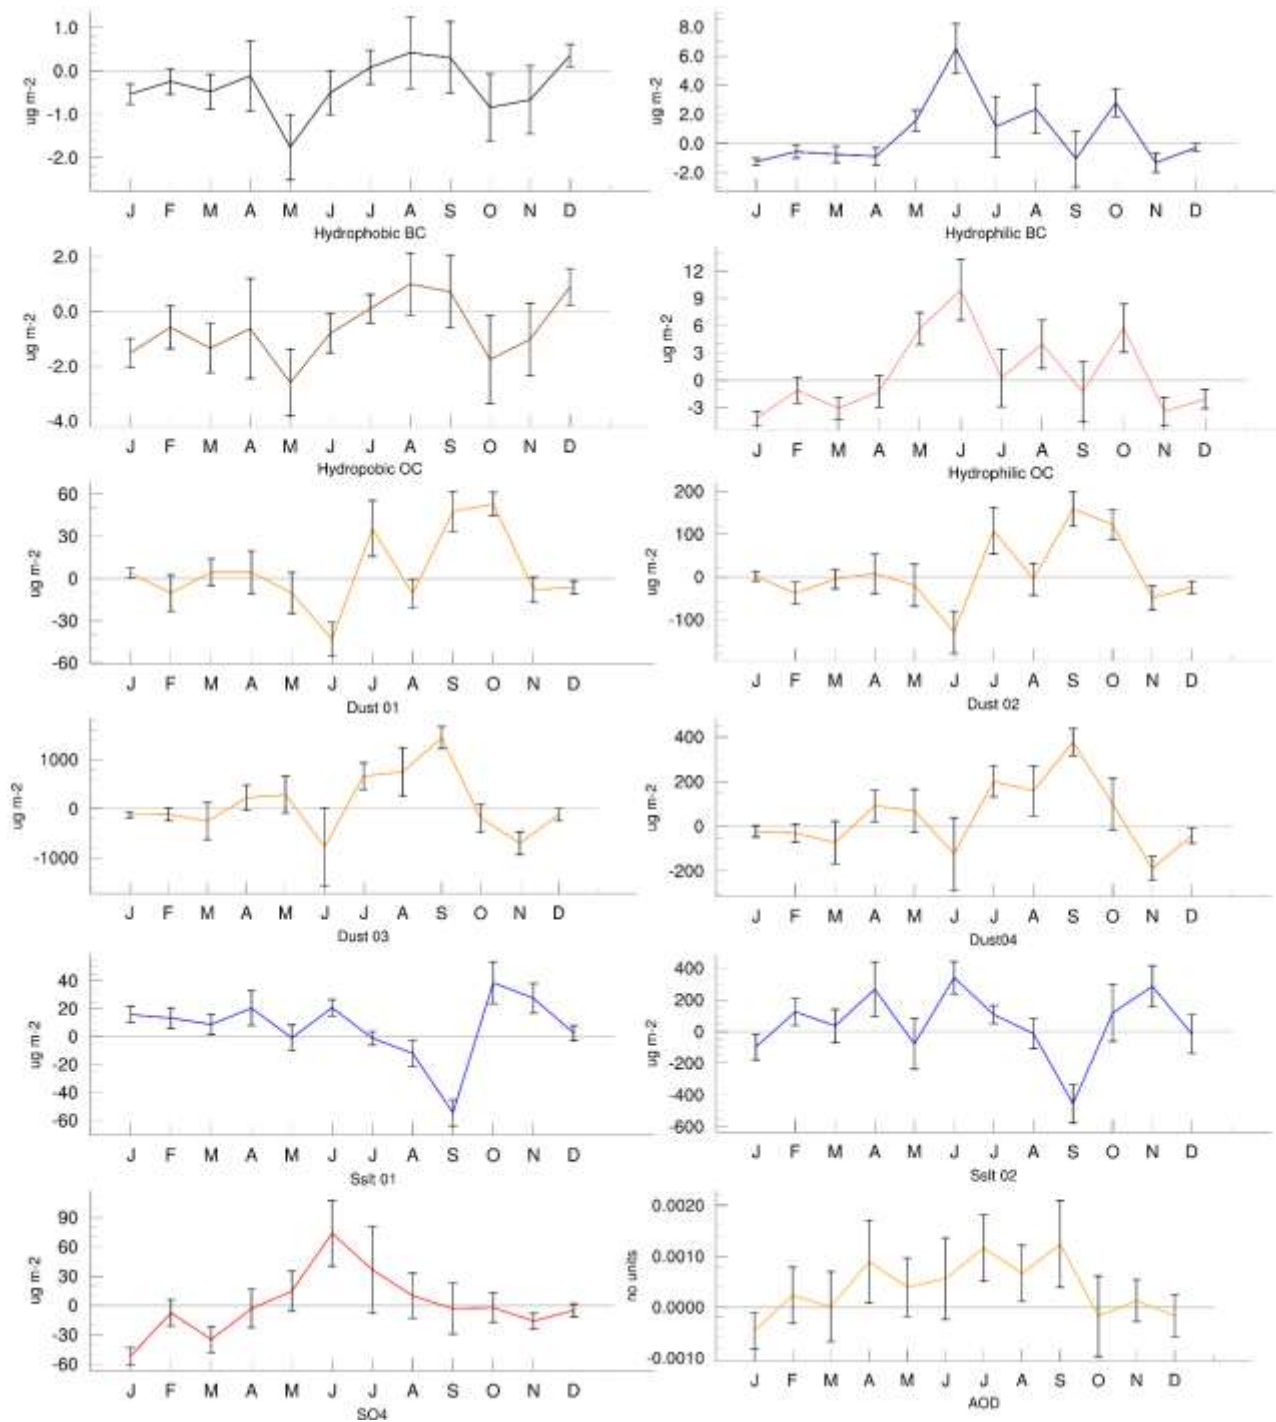 1.0
0.0
-1.0
-2.0
ug m-2
J F M A M J J A S O N D
Hydrophobic BC
8.0
6.0
4.0
2.0
0.0
-2.0
ug m-2
J F M A M J J A S O N D
Hydrophilic BC
2.0
0.0
-2.0
-4.0
ug m-2
J F M A M J J A S O N D
Hydropobic OC
12
9
6
3
0
-3
ug m-2
J F M A M J J A S O N D
Hydrophilic OC
60
30
0
-30
-60
ug m-2
J F M A M J J A S O N D
Dust 01
200
100
0
-100
ug m-2
J F M A M J J A S O N D
Dust 02
1000
0
-1000
ug m-2
J F M A M J J A S O N D
Dust 03
400
200
0
-200
ug m-2
J F M A M J J A S O N D
Dust04
40
20
0
-20
-40
-60
ug m-2
J F M A M J J A S O N D
Sslt 01
400
200
0
-200
-400
-600
ug m-2
J F M A M J J A S O N D
Sslt 02
90
60
30
0
-30
-60
ug m-2
J F M A M J J A S O N D
SO4
0.0020
0.0010
0.0000
-0.0010
no units
J F M A M J J A S O N D
AOD